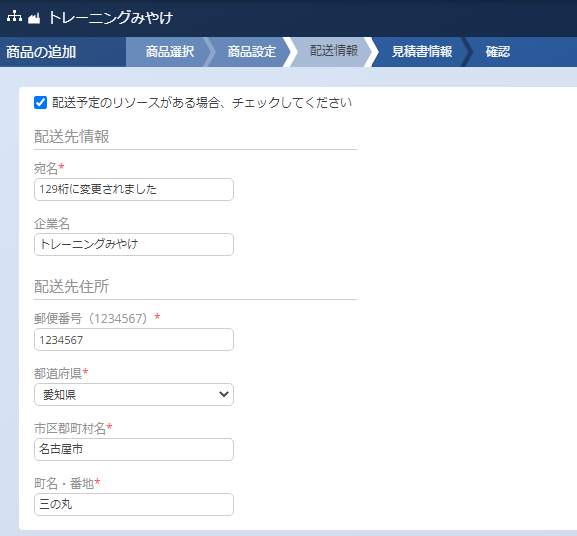 トレーニングみやけ
商品の追加 商品選択 商品設定 配送情報 見積書情報 確認
配送予定のリソースがある場合、チェックしてください
配送先情報
宛名*
129桁に変更されました
企業名
トレーニングみやけ
配送先住所
郵便番号（1234567）*
1234567
都道府県*
愛知県
市区郡町村名*
名古屋市
町名・番地*
三の丸